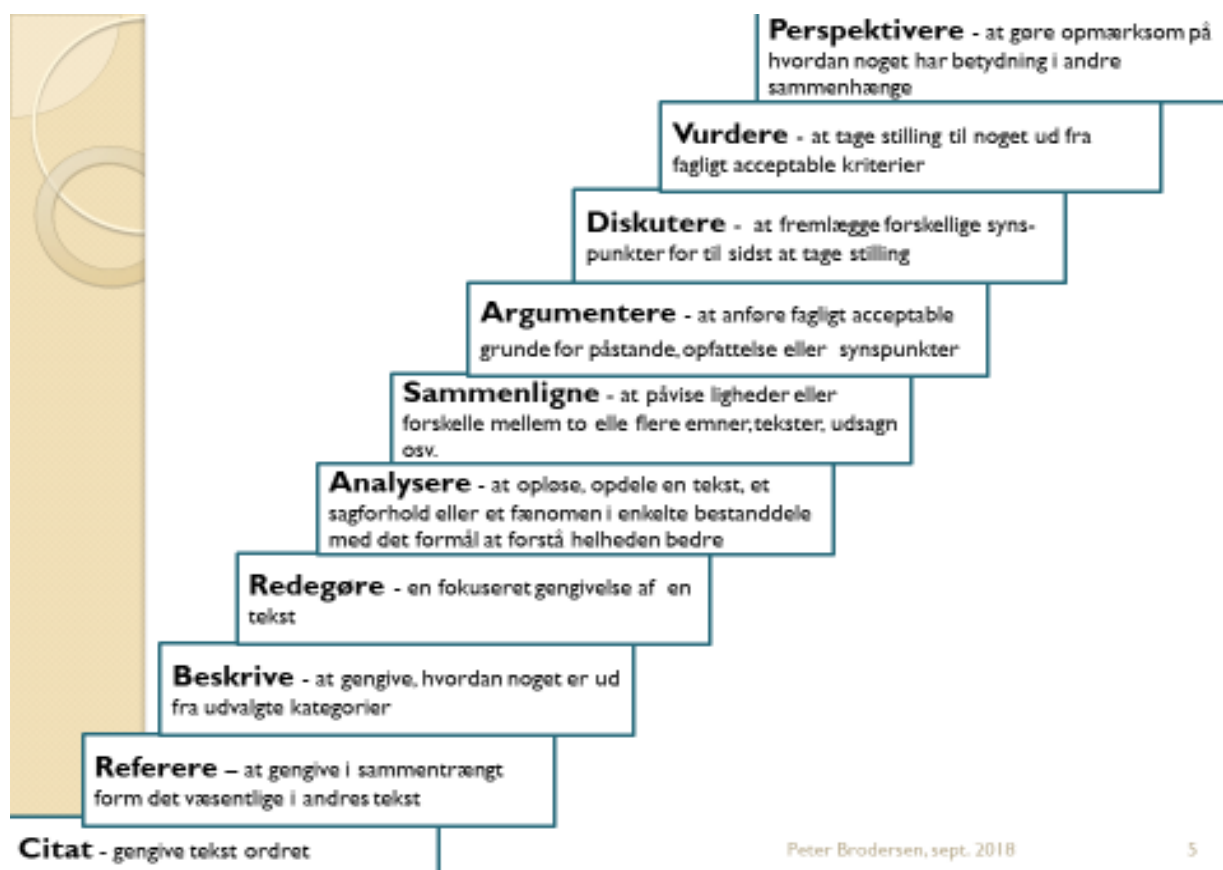 Perspektivere - at gøre opmærksom på
hvordan noget har betydning i andre
sammenhænge
Vurdere - at tage stilling til noget ud fra
fagligt acceptable kriterier
Diskutere - at fremlægge forskellige syns-
punkter for til sidst at tage stilling
Argumentere - at anføre fagligt acceptable
grunde for påstande, opfattelse eller synspunkter
Sammenligne - at påvise ligheder eller
forskelle mellem to elle flere emner, tekster, udsagn
osv.
Analysere - at opløse, opdele en tekst, et
sagforhold eller et fænomen i enkelte bestanddele
med det formål at forstå helheden bedre
Redegøre - en fokuseret gengivelse af en
tekst
Beskrive - at gengive, hvordan noget er ud
fra udvalgte kategorier
Referere – at gengive i sammentrængt
form det væsentlige i andres tekst
Citat - gengive tekst ordret
Peter Brodersen, sept. 2018
5